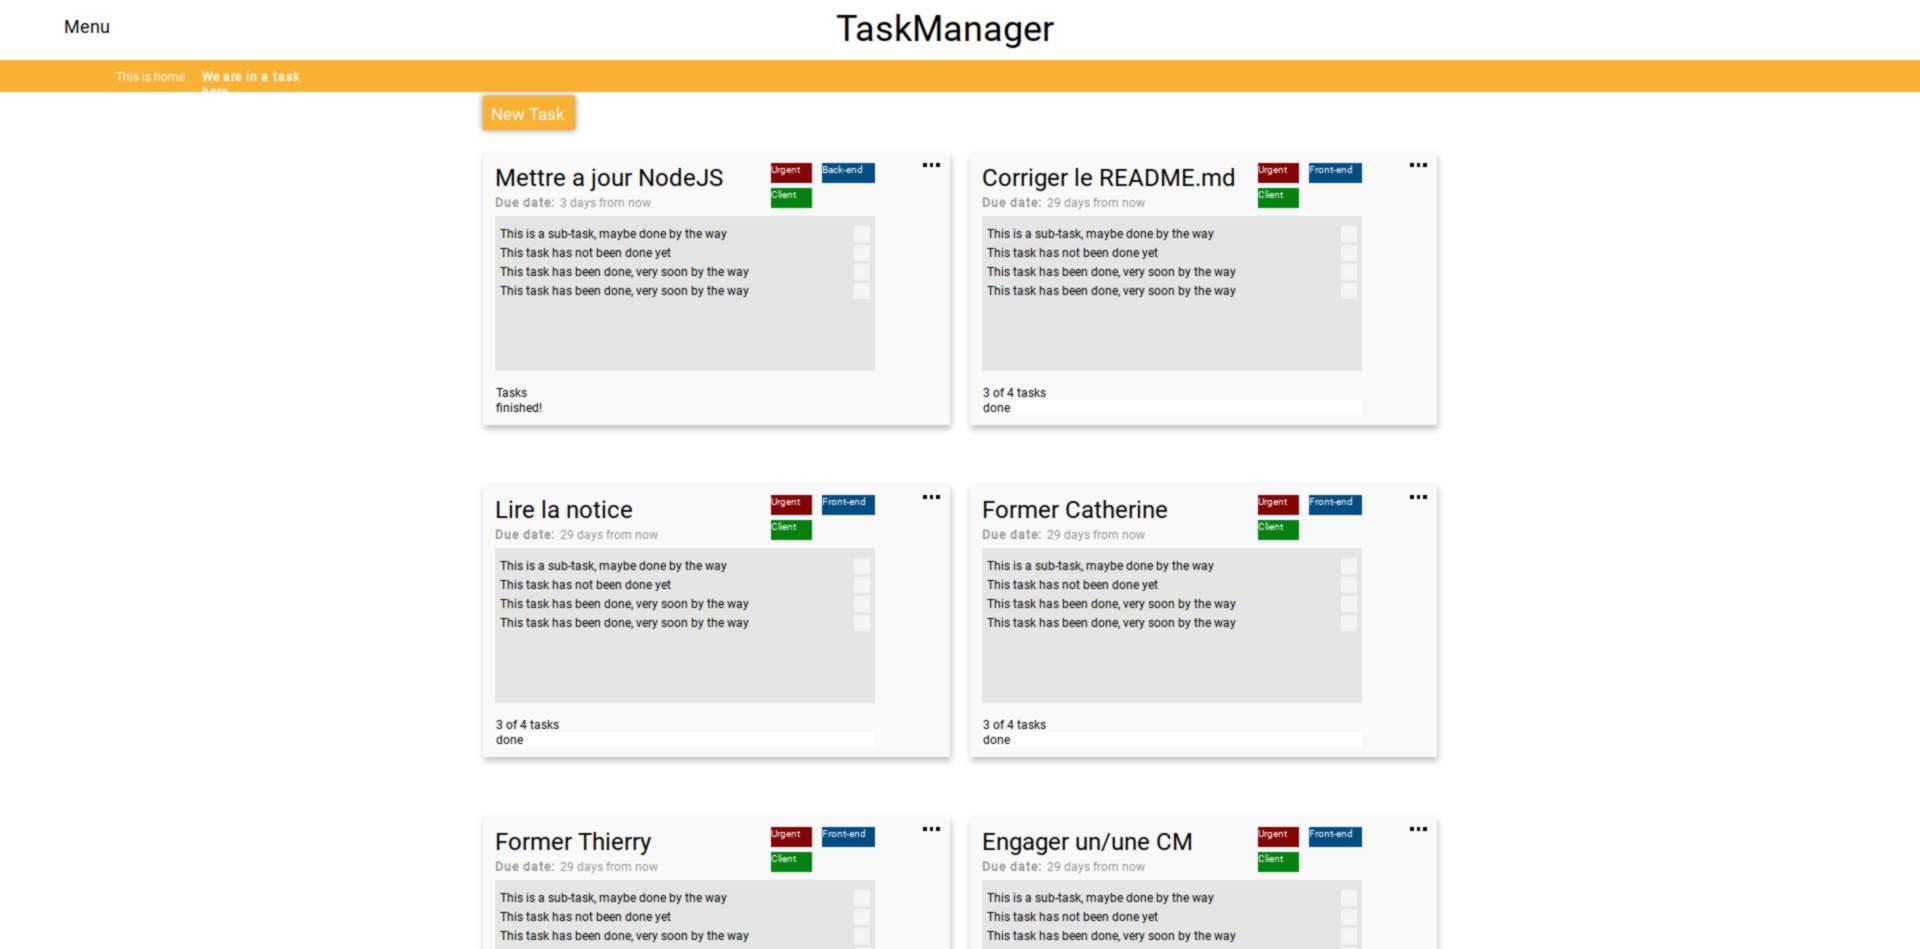 Menu
TaskManager
This is home
We are in a task
here
New Task
Mettre a jour NodeJS
Urgent
Back-end
Client
Due date: 3 days from now
This is a sub-task, maybe done by the way
This task has not been done yet
This task has been done, very soon by the way
This task has been done, very soon by the way
Tasks
finished!
Corriger le README.md
Urgent
Front-end
Client
Due date: 29 days from now
This is a sub-task, maybe done by the way
This task has not been done yet
This task has been done, very soon by the way
This task has been done, very soon by the way
3 of 4 tasks
done
Lire la notice
Urgent
Front-end
Client
Due date: 29 days from now
This is a sub-task, maybe done by the way
This task has not been done yet
This task has been done, very soon by the way
This task has been done, very soon by the way
3 of 4 tasks
done
Former Catherine
Urgent
Front-end
Client
Due date: 29 days from now
This is a sub-task, maybe done by the way
This task has not been done yet
This task has been done, very soon by the way
This task has been done, very soon by the way
3 of 4 tasks
done
Former Thierry
Urgent
Front-end
Client
Due date: 29 days from now
This is a sub-task, maybe done by the way
This task has not been done yet
This task has been done, very soon by the way
Engager un/une CM
Urgent
Front-end
Client
Due date: 29 days from now
This is a sub-task, maybe done by the way
This task has not been done yet
This task has been done, very soon by the way